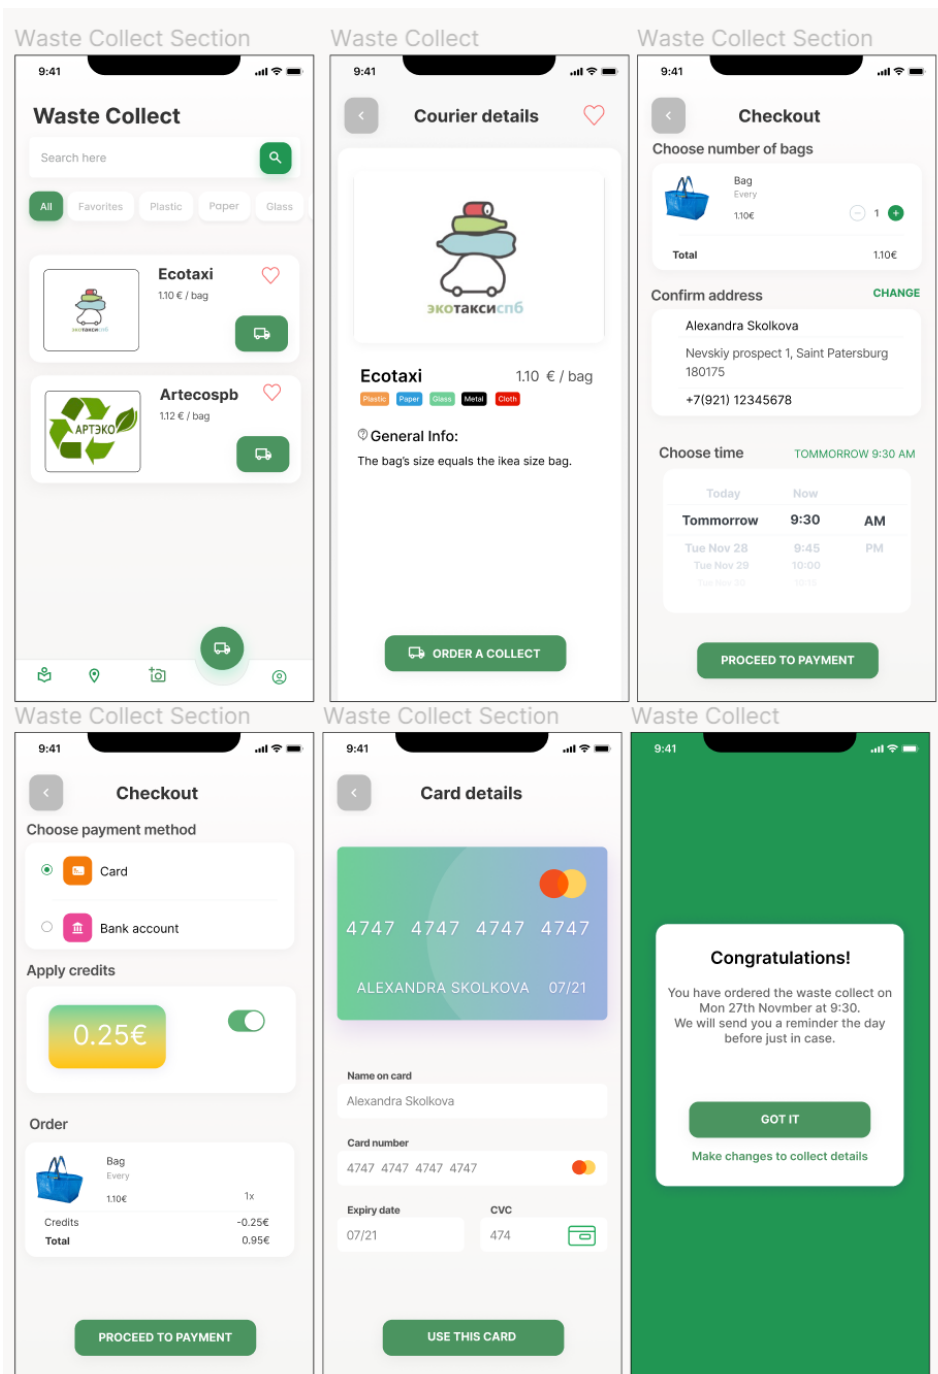 Waste Collect Section
9:41
Waste Collect
Search here
All Favorites Plastic Paper Glass
Ecotaxi
1.10 € / bag
Artecospb
АРТЭКО
1.12 € / bag
Waste Collect
9:41
Courier details
экотаксиспб
Ecotaxi 1.10 € / bag
Plastic Paper Glass Metal Cloth
General Info:
The bag's size equals the ikea size bag.
ORDER A COLLECT
Waste Collect Section
9:41
Checkout
Choose number of bags
Bag
Every
1.10€ 1
Total 1.10€
Confirm address CHANGE
Alexandra Skolkova
Nevskiy prospect 1, Saint Patersburg
180175
+7(921) 12345678
Choose time TOMMORROW 9:30 AM
Today Now
Tommorrow 9:30 AM
Tue Nov 28 9:45 PM
Tue Nov 29 10:00
Tue Nov 30
PROCEED TO PAYMENT
Waste Collect Section
9:41
Checkout
Choose payment method
Card
Bank account
Apply credits
0.25€
Order
Bag
Every
1.10€ 1x
Credits -0.25€
Total 0.95€
PROCEED TO PAYMENT
Waste Collect Section
9:41
Card details
4747 4747 4747 4747
ALEXANDRA SKOLKOVA 07/21
Name on card
Alexandra Skolkova
Card number
4747 4747 4747 4747
Expiry date CVC
07/21 474
USE THIS CARD
Waste Collect
9:41
Congratulations!
You have ordered the waste collect on
Mon 27th Novmber at 9:30.
We will send you a reminder the day
before just in case.
GOT IT
Make changes to collect details